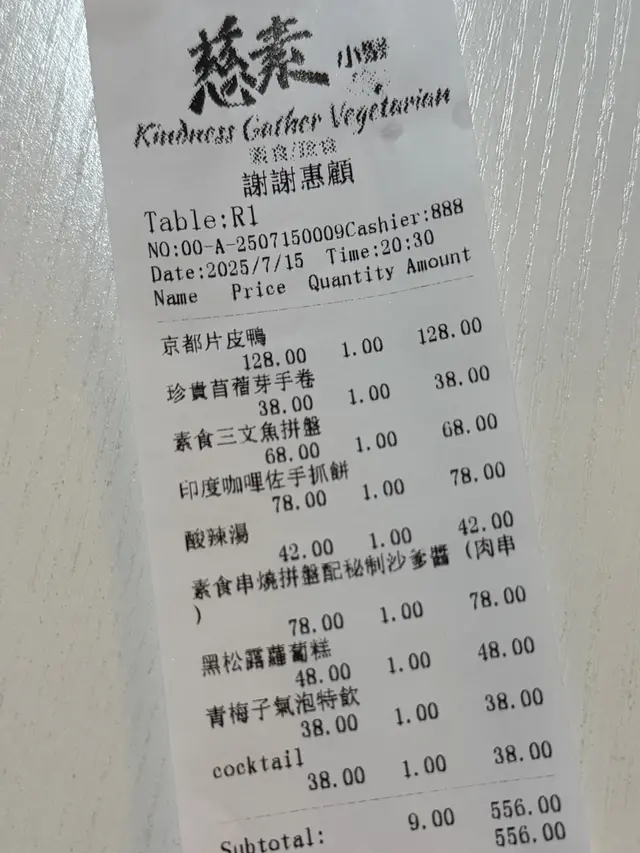 慈素
小聚
Kindness Gather Vegetarian
謝謝惠顧
Table:R1
NO:00-A-2507150009Cashier:888
Date:2025/7/15 Time:20:30
Name Price Quantity Amount
京都片皮鴨
128.00 1.00 128.00
珍貴苜蓿芽手卷
38.00 1.00 38.00
素食三文魚拼盤
68.00 1.00 68.00
印度咖哩佐手抓餅
78.00 1.00 78.00
酸辣湯
42.00 1.00 42.00
素食串燒拼盤配秘制沙爹醬 (肉串
)
78.00 1.00 78.00
黑松露蘿蔔糕
48.00 1.00 48.00
青梅子氣泡特飲
38.00 1.00 38.00
cocktail
38.00 1.00 38.00
9.00 556.00
Subtotal: 556.00